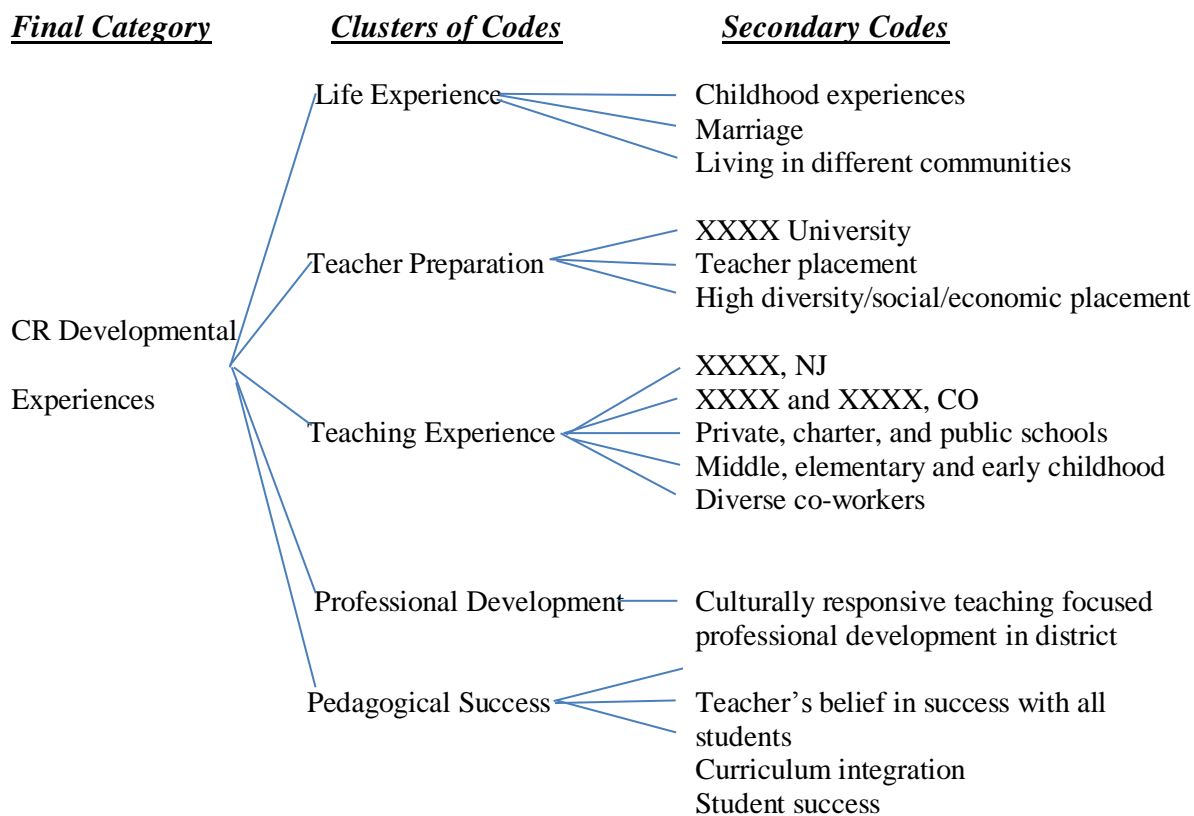 Final Category Clusters of Codes Secondary Codes
Life Experience Childhood experiences
Marriage
Living in different communities
XXXX University
Teacher Preparation Teacher placement
High diversity/social/economic placement
CR Developmental
XXXX, NJ
Experiences XXXX and XXXX, CO
Teaching Experience Private, charter, and public schools
Middle, elementary and early childhood
Diverse co-workers
Professional Development Culturally responsive teaching focused
professional development in district
Pedagogical Success Teacher’s belief in success with all
students
Curriculum integration
Student success